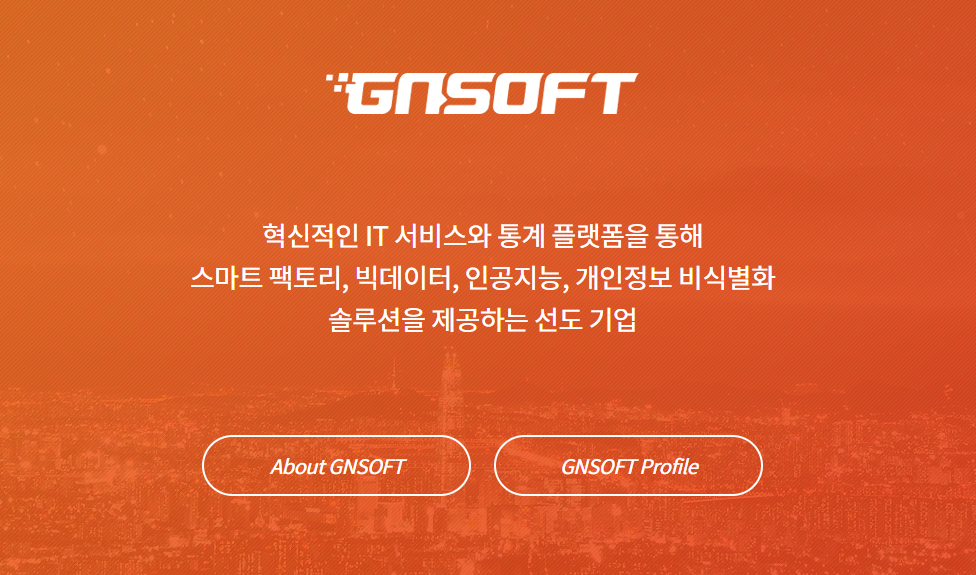 GNSOFT
혁신적인 IT 서비스와 통계 플랫폼을 통해
스마트 팩토리, 빅데이터, 인공지능, 개인정보 비식별화
솔루션을 제공하는 선도 기업
About GNSOFT
GNSOFT Profile